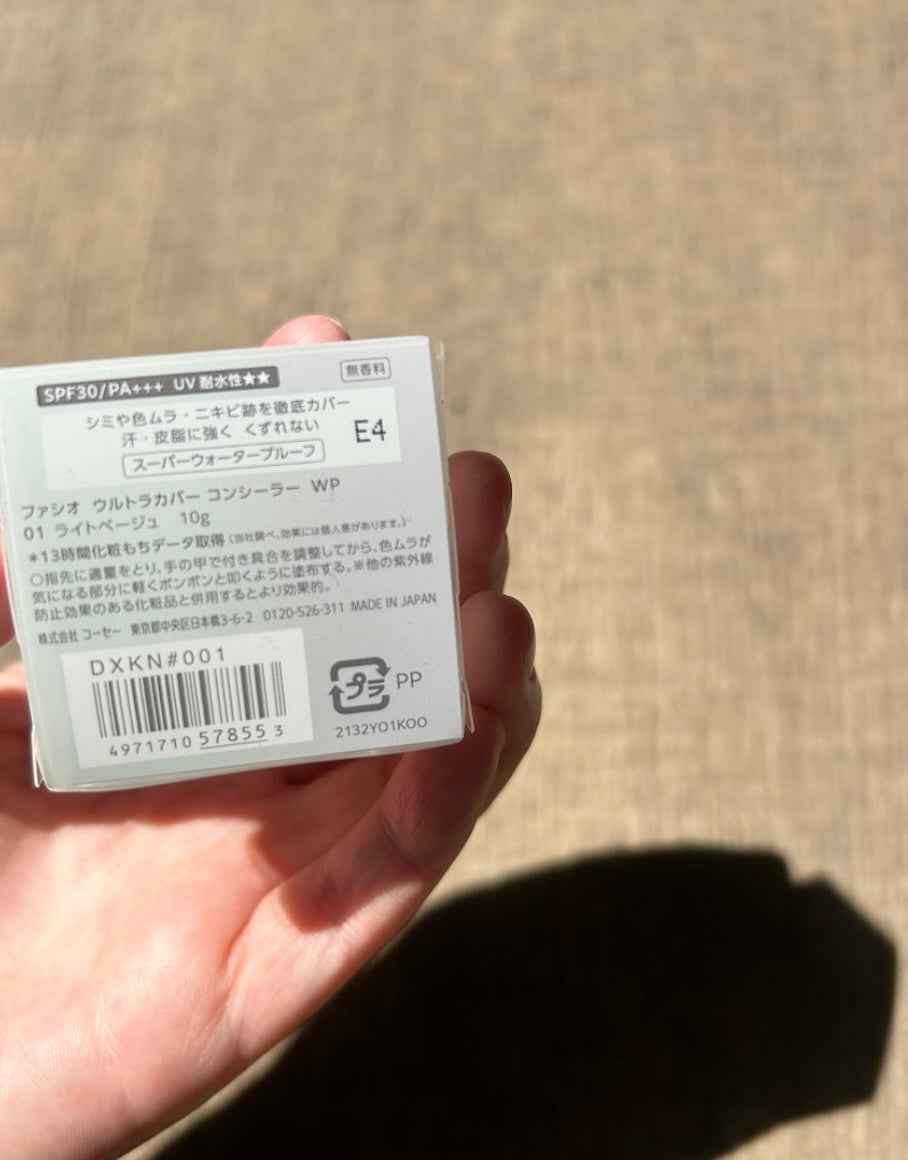 SPF30/PA+++ UV 耐水性★★
無香料
シミや色ムラ・ニキビ跡を徹底カバー
汗・皮脂に強く くずれない
E4
スーパーウォータープルーフ
ファシオ ウルトラカバー コンシーラー WP
01 ライトベージュ 10g
*13時間化粧もちデータ取得(当社調べ。効果には個人差があります。)
○指先に適量をとり、手の甲で付き具合を調整してから、色ムラが
気になる部分に軽くポンポンと叩くように塗布する。※他の紫外線
防止効果のある化粧品と併用するとより効果的。
株式会社 コーセー 東京都中央区日本橋3-6-2 0120-526-311 MADE IN JAPAN
DXKN#001
プラ PP
4971710 57855 3
2132YO1KOO